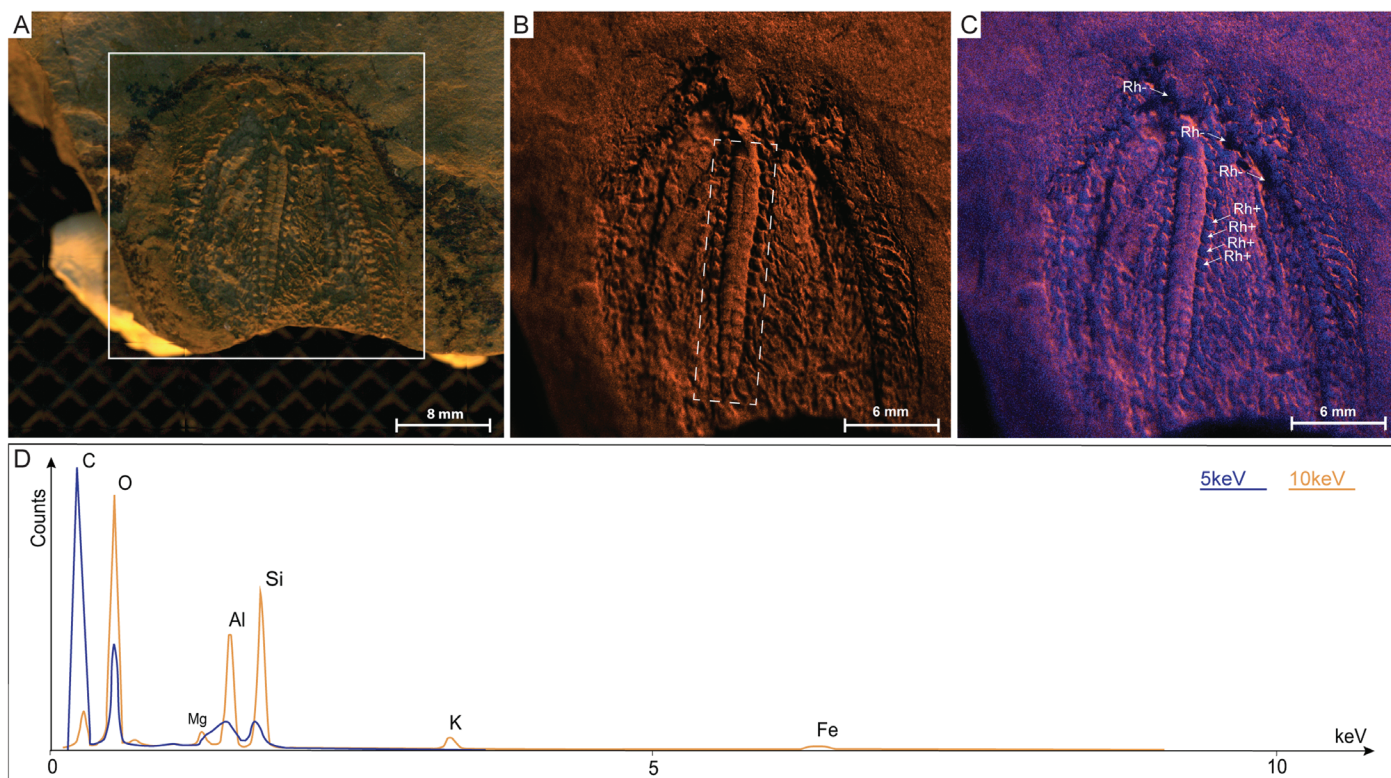 A
8 mm
B
6 mm
C
Rh-
Rh-
Rh-
Rh+
Rh+
Rh+
Rh+
6 mm
D
Counts
C
O
Mg
Al
Si
K
Fe
5keV 10keV
keV
0 5 10